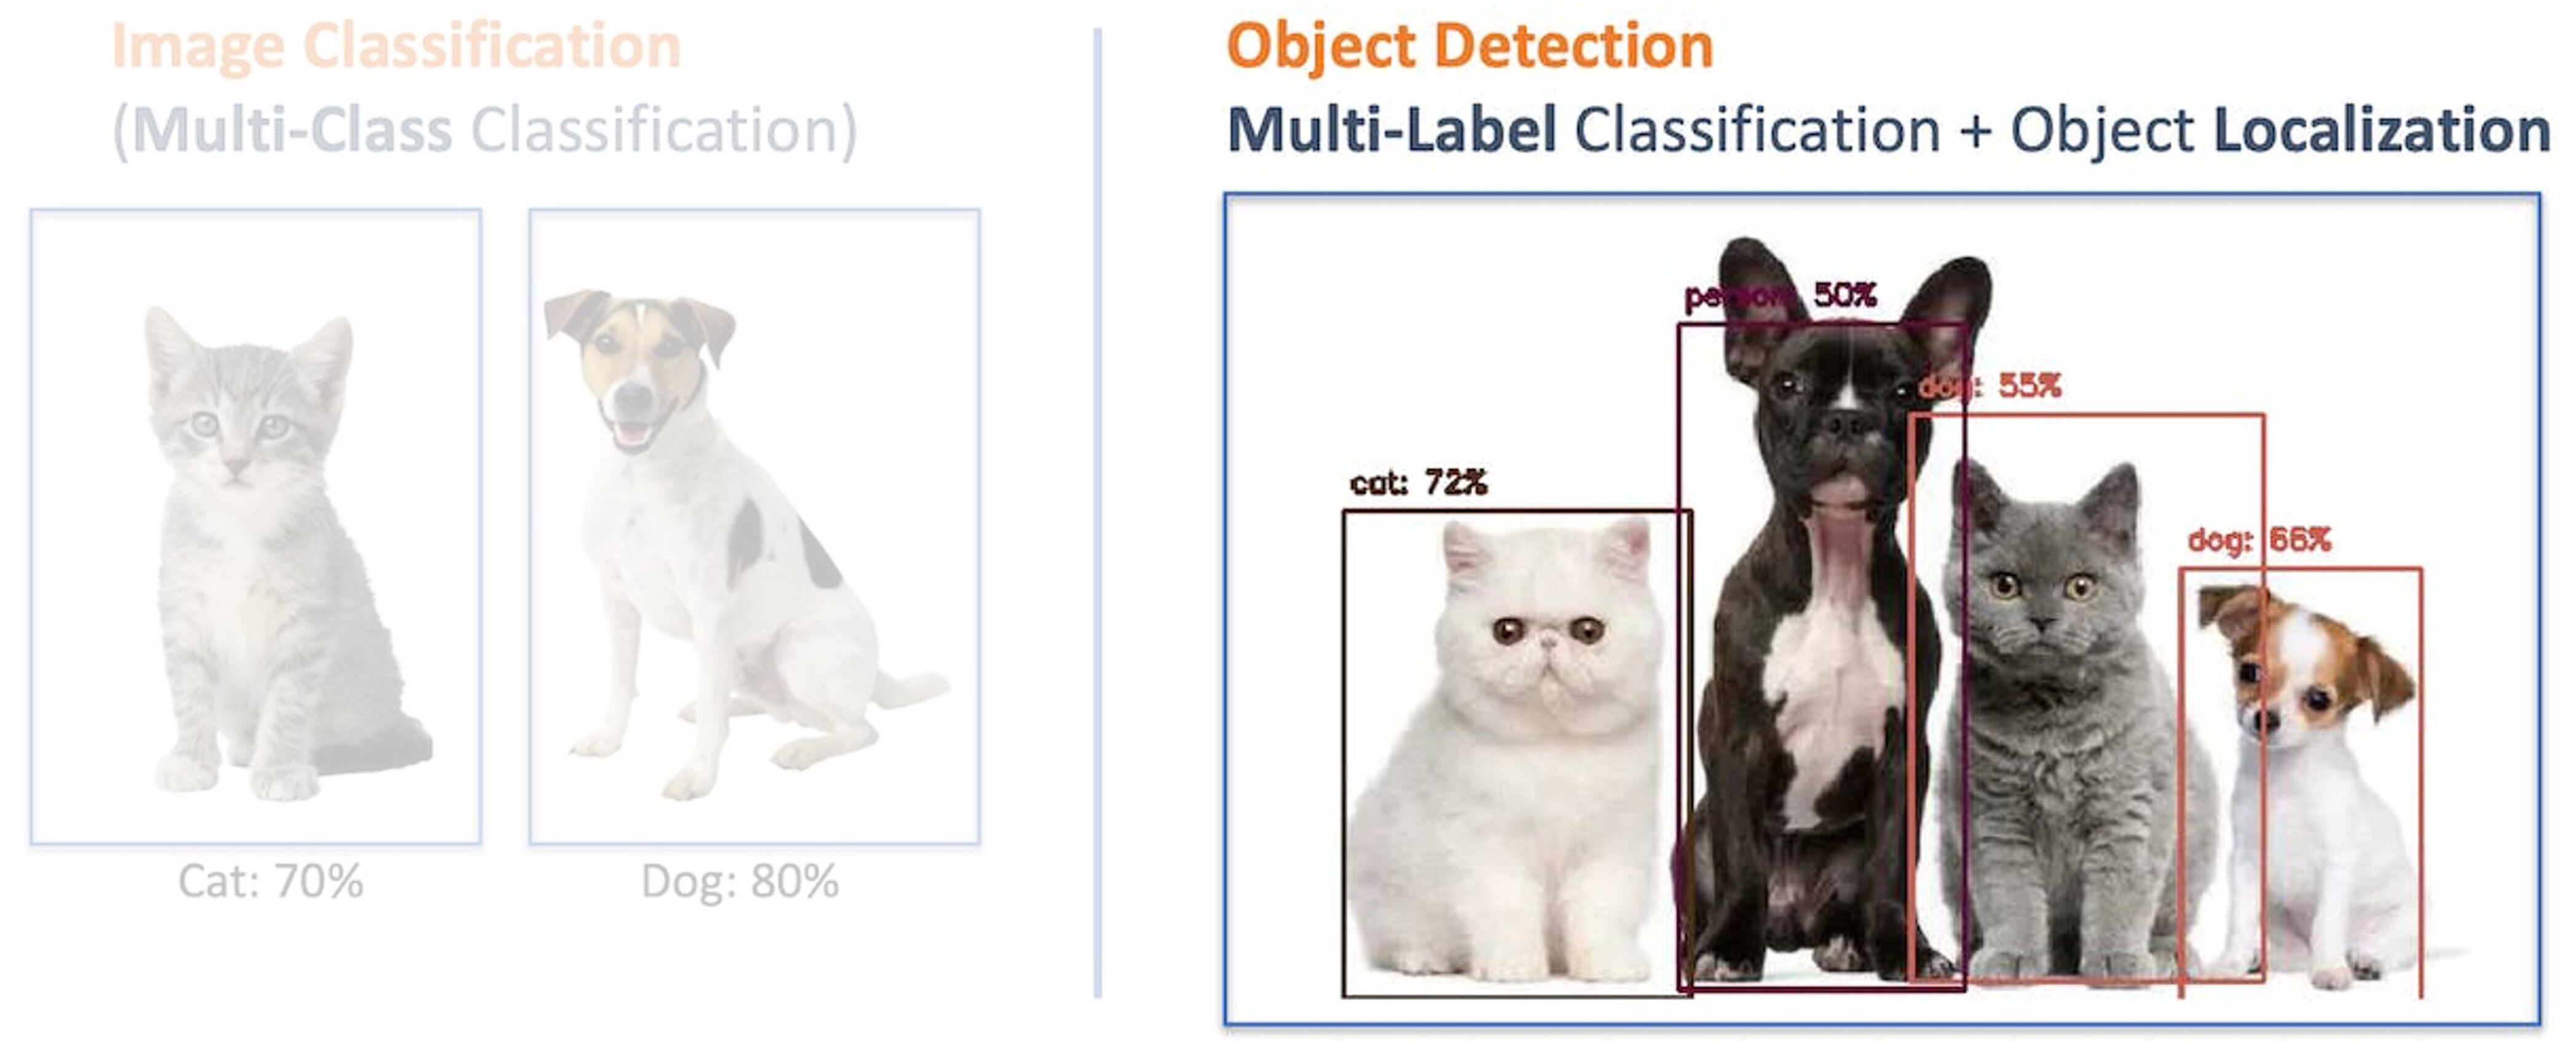 Image Classification
(Multi-Class Classification)
Cat: 70%
Dog: 80%
Object Detection
Multi-Label Classification + Object Localization
person: 50%
dog: 55%
cat: 72%
dog: 66%